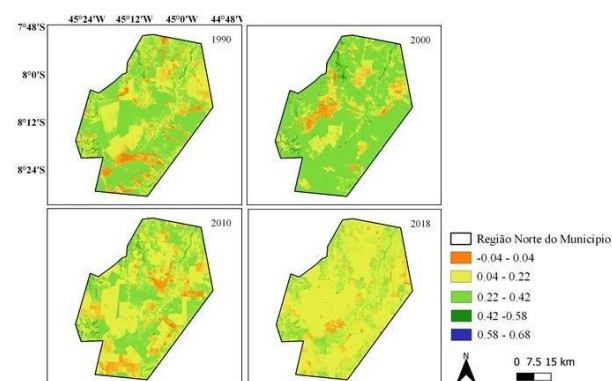 45°24'W 45°12'W 45°0'W 44°48'W
7°48'S
8°0'S
8°12'S
8°24'S
1990
2000
2010
2018
Região Norte do Municipio
-0.04 - 0.04
0.04 - 0.22
0.22 - 0.42
0.42 -0.58
0.58 - 0.68
N
0 7.5 15 km